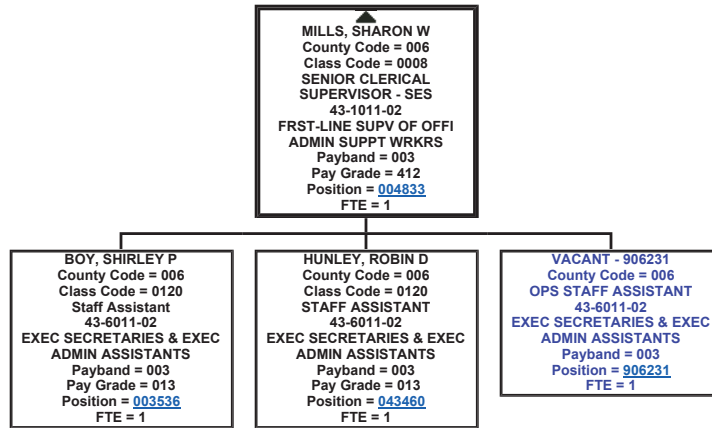 MILLS, SHARON W
County Code = 006
Class Code = 0008
SENIOR CLERICAL
SUPERVISOR - SES
43-1011-02
FRST-LINE SUPV OF OFFI
ADMIN SUPPT WRKRS
Payband = 003
Pay Grade = 412
Position = 004833
FTE = 1
BOY, SHIRLEY P
County Code = 006
Class Code = 0120
Staff Assistant
43-6011-02
EXEC SECRETARIES & EXEC
ADMIN ASSISTANTS
Payband = 003
Pay Grade = 013
Position = 003536
FTE = 1
HUNLEY, ROBIN D
County Code = 006
Class Code = 0120
STAFF ASSISTANT
43-6011-02
EXEC SECRETARIES & EXEC
ADMIN ASSISTANTS
Payband = 003
Pay Grade = 013
Position = 043460
FTE = 1
VACANT - 906231
County Code = 006
OPS STAFF ASSISTANT
43-6011-02
EXEC SECRETARIES & EXEC
ADMIN ASSISTANTS
Payband = 003
Position = 906231
FTE = 1